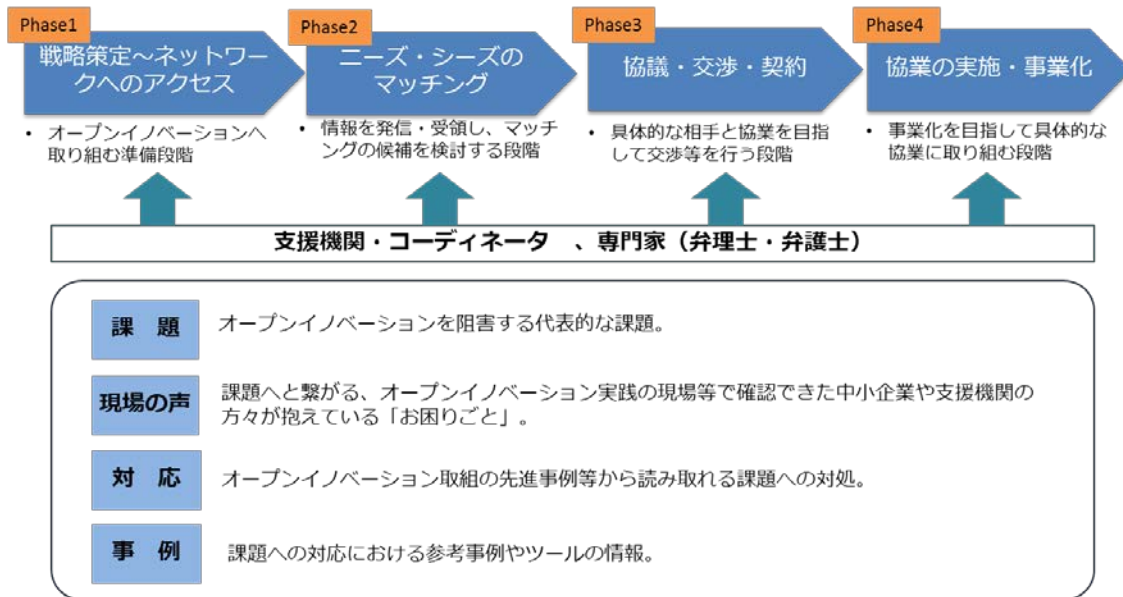 Phase1
戦略策定～ネットワー
クへのアクセス
• オープンイノベーションへ
取り組む準備段階
Phase2
ニーズ・シーズの
マッチング
• 情報を発信・受領し、マッチ
ングの候補を検討する段階
Phase3
協議・交渉・契約
• 具体的な相手と協業を目指
して交渉等を行う段階
Phase4
協業の実施・事業化
• 事業化を目指して具体的な
協業に取り組む段階
支援機関・コーディネータ　、専門家（弁理士・弁護士）
課　題
オープンイノベーションを阻害する代表的な課題。
現場の声
課題へと繋がる、オープンイノベーション実践の現場等で確認できた中小企業や支援機関の
方々が抱えている「お困りごと」。
対　応
オープンイノベーション取組の先進事例等から読み取れる課題への対処。
事　例
課題への対応における参考事例やツールの情報。